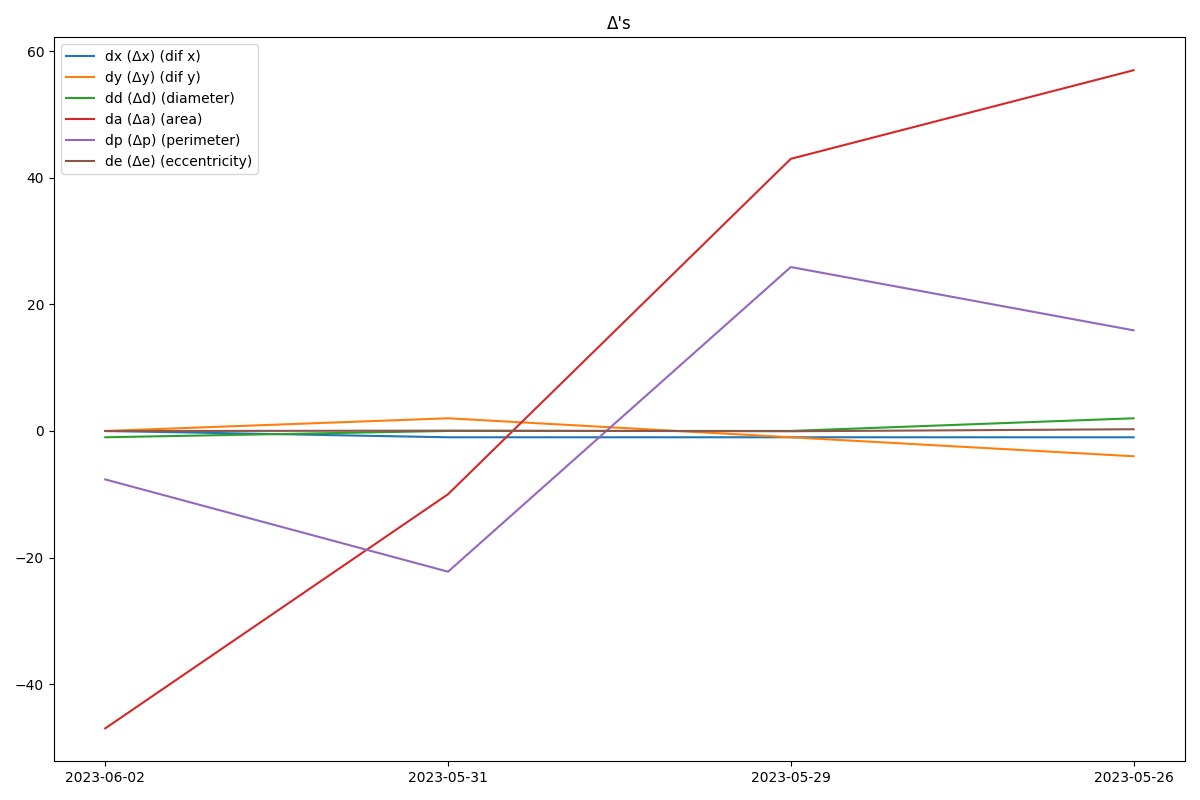 Δ's
dx (Δx) (dif x)
dy (Δy) (dif y)
dd (Δd) (diameter)
da (Δa) (area)
dp (Δp) (perimeter)
de (Δe) (eccentricity)
60
40
20
0
−20
−40
2023-06-02 2023-05-31 2023-05-29 2023-05-26